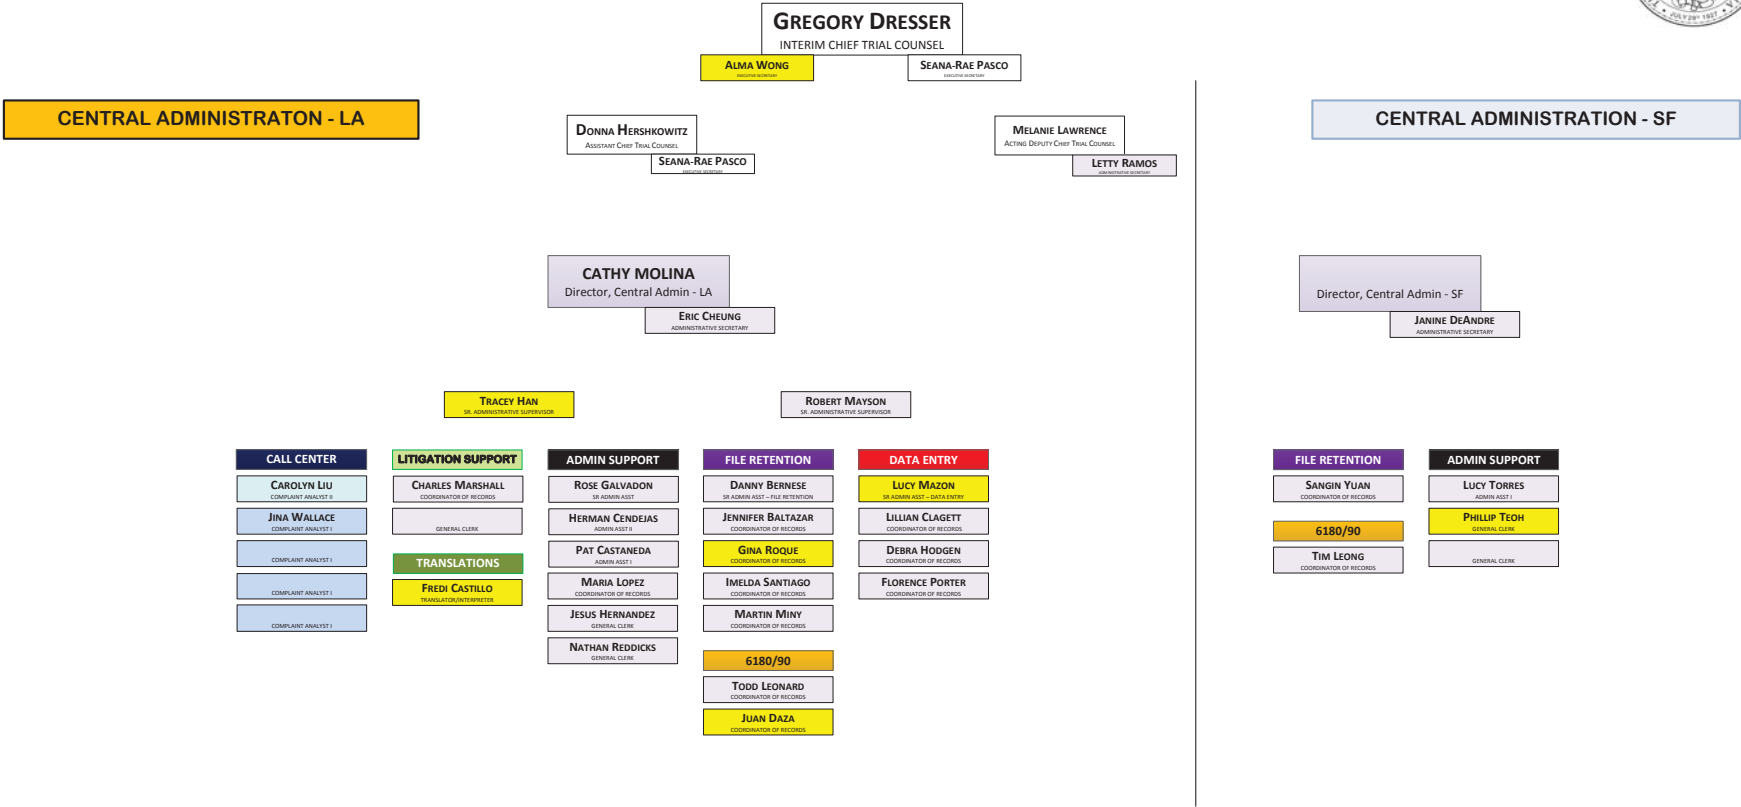 GREGORY DRESSER
INTERIM CHIEF TRIAL COUNSEL
ALMA WONG
EXECUTIVE SECRETARY
SEANA-RAE PASCO
EXECUTIVE SECRETARY
JULY 29TH 1927
CENTRAL ADMINISTRATON - LA
CENTRAL ADMINISTRATION - SF
DONNA HERSHKOWITZ
ASSISTANT CHIEF TRIAL COUNSEL
SEANA-RAE PASCO
EXECUTIVE SECRETARY
MELANIE LAWRENCE
ACTING DEPUTY CHIEF TRIAL COUNSEL
LETTY RAMOS
ADMINISTRATIVE SECRETARY
CATHY MOLINA
Director, Central Admin - LA
ERIC CHEUNG
ADMINISTRATIVE SECRETARY
Director, Central Admin - SF
JANINE DEANDRE
ADMINISTRATIVE SECRETARY
TRACEY HAN
SR. ADMINISTRATIVE SUPERVISOR
ROBERT MAYSON
SR. ADMINISTRATIVE SUPERVISOR
CALL CENTER
CAROLYN LIU
COMPLAINT ANALYST II
JINA WALLACE
COMPLAINT ANALYST I
COMPLAINT ANALYST I
COMPLAINT ANALYST I
COMPLAINT ANALYST I
LITIGATION SUPPORT
CHARLES MARSHALL
COORDINATOR OF RECORDS
GENERAL CLERK
TRANSLATIONS
FREDI CASTILLO
TRANSLATOR/INTERPRETER
ADMIN SUPPORT
ROSE GALVADON
SR ADMIN ASST
HERMAN CENDEJAS
ADMIN ASST II
PAT CASTANEDA
ADMIN ASST I
MARIA LOPEZ
COORDINATOR OF RECORDS
JESUS HERNANDEZ
GENERAL CLERK
NATHAN REDDICKS
GENERAL CLERK
FILE RETENTION
DANNY BERNESE
SR ADMIN ASST – FILE RETENTION
JENNIFER BALTAZAR
COORDINATOR OF RECORDS
GINA ROQUE
COORDINATOR OF RECORDS
IMELDA SANTIAGO
COORDINATOR OF RECORDS
MARTIN MINY
COORDINATOR OF RECORDS
6180/90
TODD LEONARD
COORDINATOR OF RECORDS
JUAN DAZA
COORDINATOR OF RECORDS
DATA ENTRY
LUCY MAZON
SR ADMIN ASST – DATA ENTRY
LILLIAN CLAGETT
COORDINATOR OF RECORDS
DEBRA HODGEN
COORDINATOR OF RECORDS
FLORENCE PORTER
COORDINATOR OF RECORDS
FILE RETENTION
SANGIN YUAN
COORDINATOR OF RECORDS
6180/90
TIM LEONG
COORDINATOR OF RECORDS
ADMIN SUPPORT
LUCY TORRES
ADMIN ASST I
PHILLIP TEOH
GENERAL CLERK
GENERAL CLERK